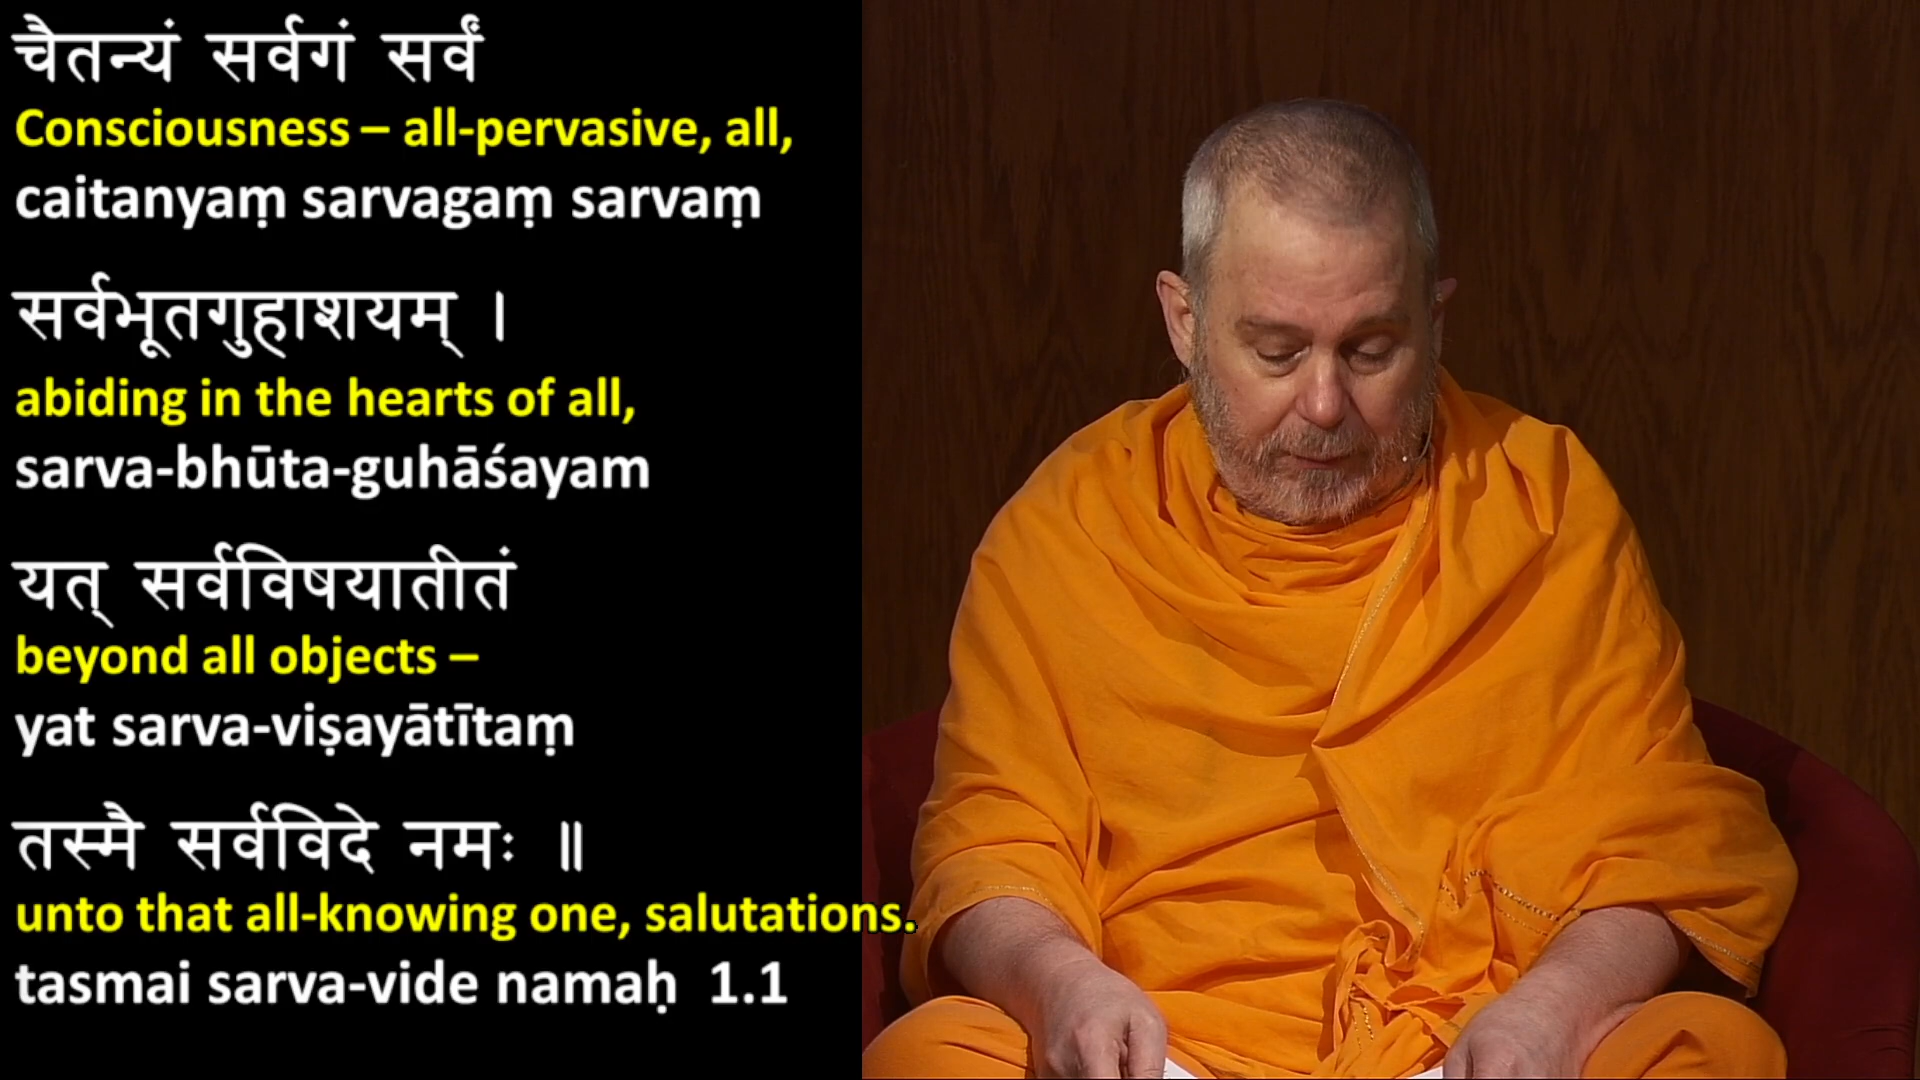 चैतन्यं सर्वगं सर्वं
Consciousness – all-pervasive, all,
caitanyaṃ sarvagaṃ sarvaṃ
सर्वभूतगुहाशयम् ।
abiding in the hearts of all,
sarva-bhūta-guhāśayam
यत् सर्वविषयातीतं
beyond all objects –
yat sarva-viṣayātītaṃ
तस्मै सर्वविदे नमः ॥
unto that all-knowing one, salutations.
tasmai sarva-vide namaḥ 1.1